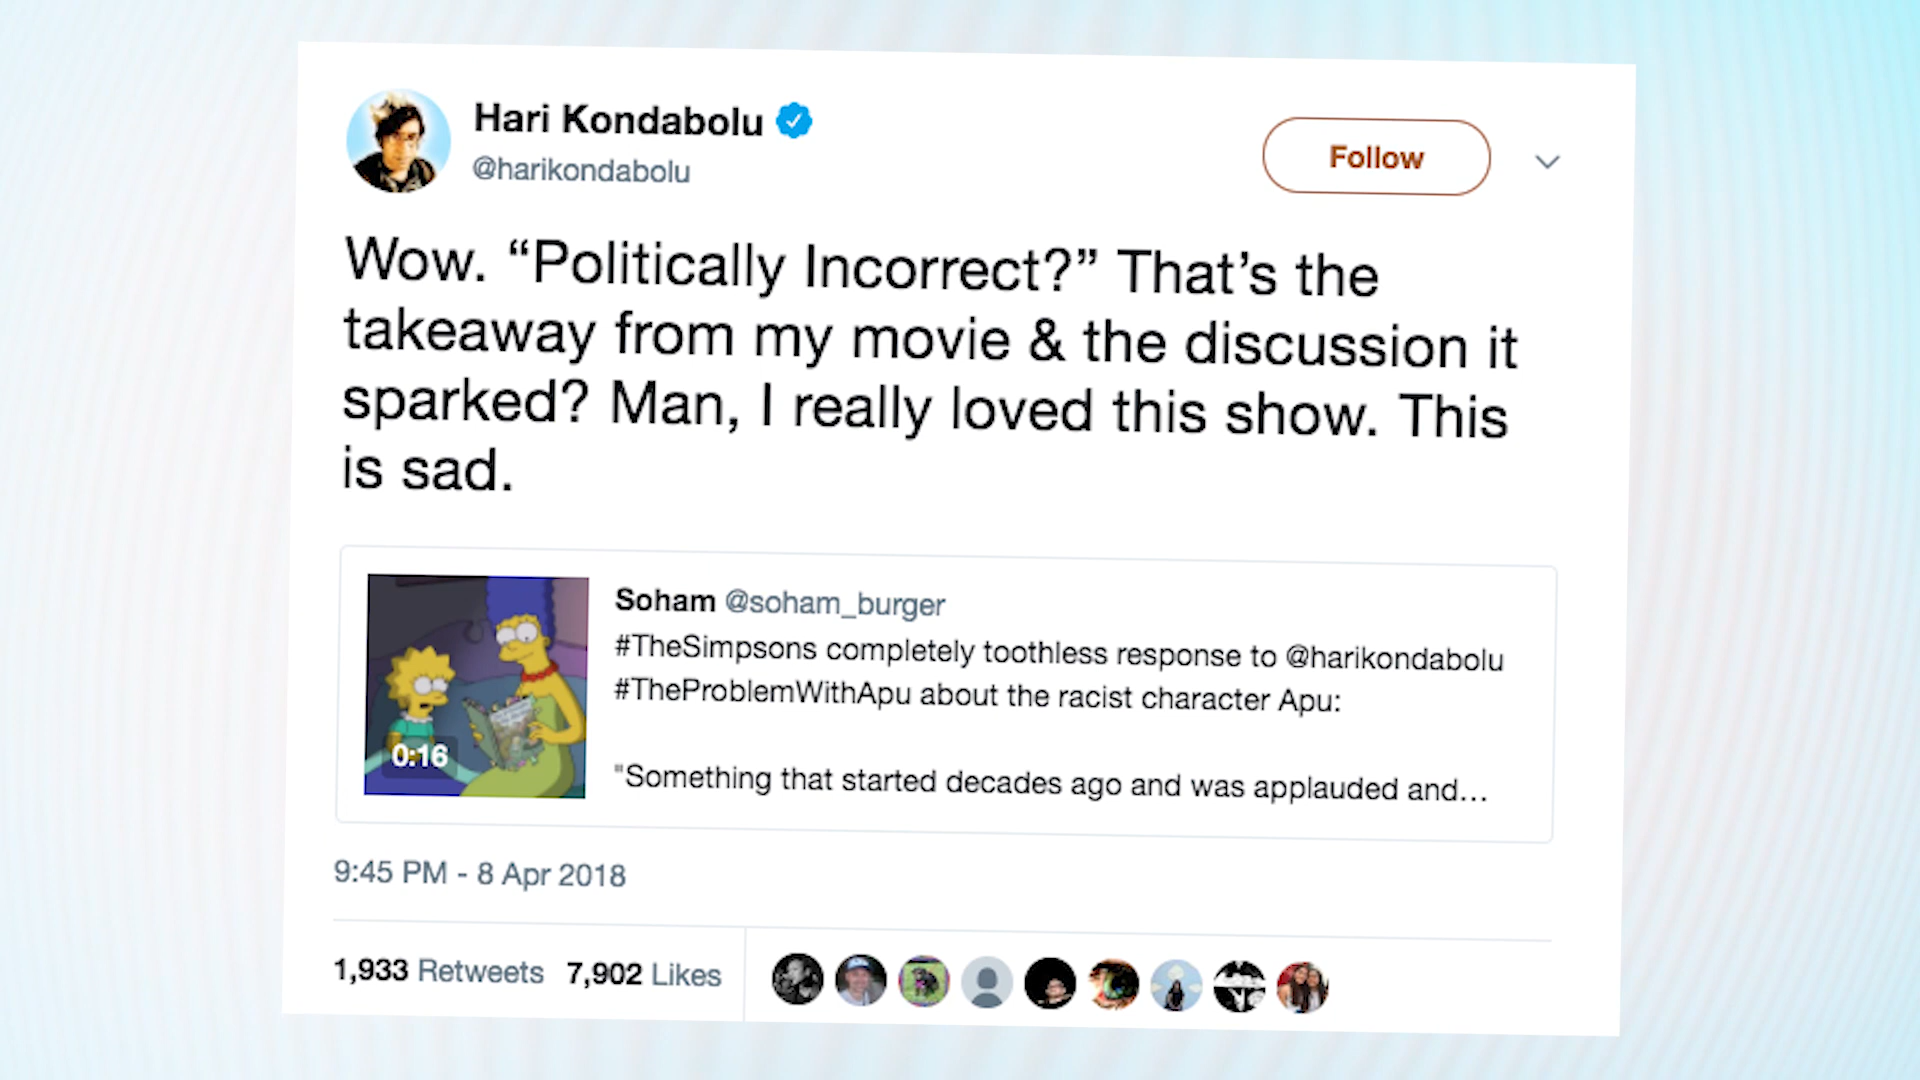 Hari Kondabolu
@harikondabolu
Follow
Wow. “Politically Incorrect?” That’s the
takeaway from my movie & the discussion it
sparked? Man, I really loved this show. This
is sad.
Soham @soham_burger
#TheSimpsons completely toothless response to @harikondabolu
#TheProblemWithApu about the racist character Apu:
"Something that started decades ago and was applauded and...
0:16
9:45 PM - 8 Apr 2018
1,933 Retweets 7,902 Likes